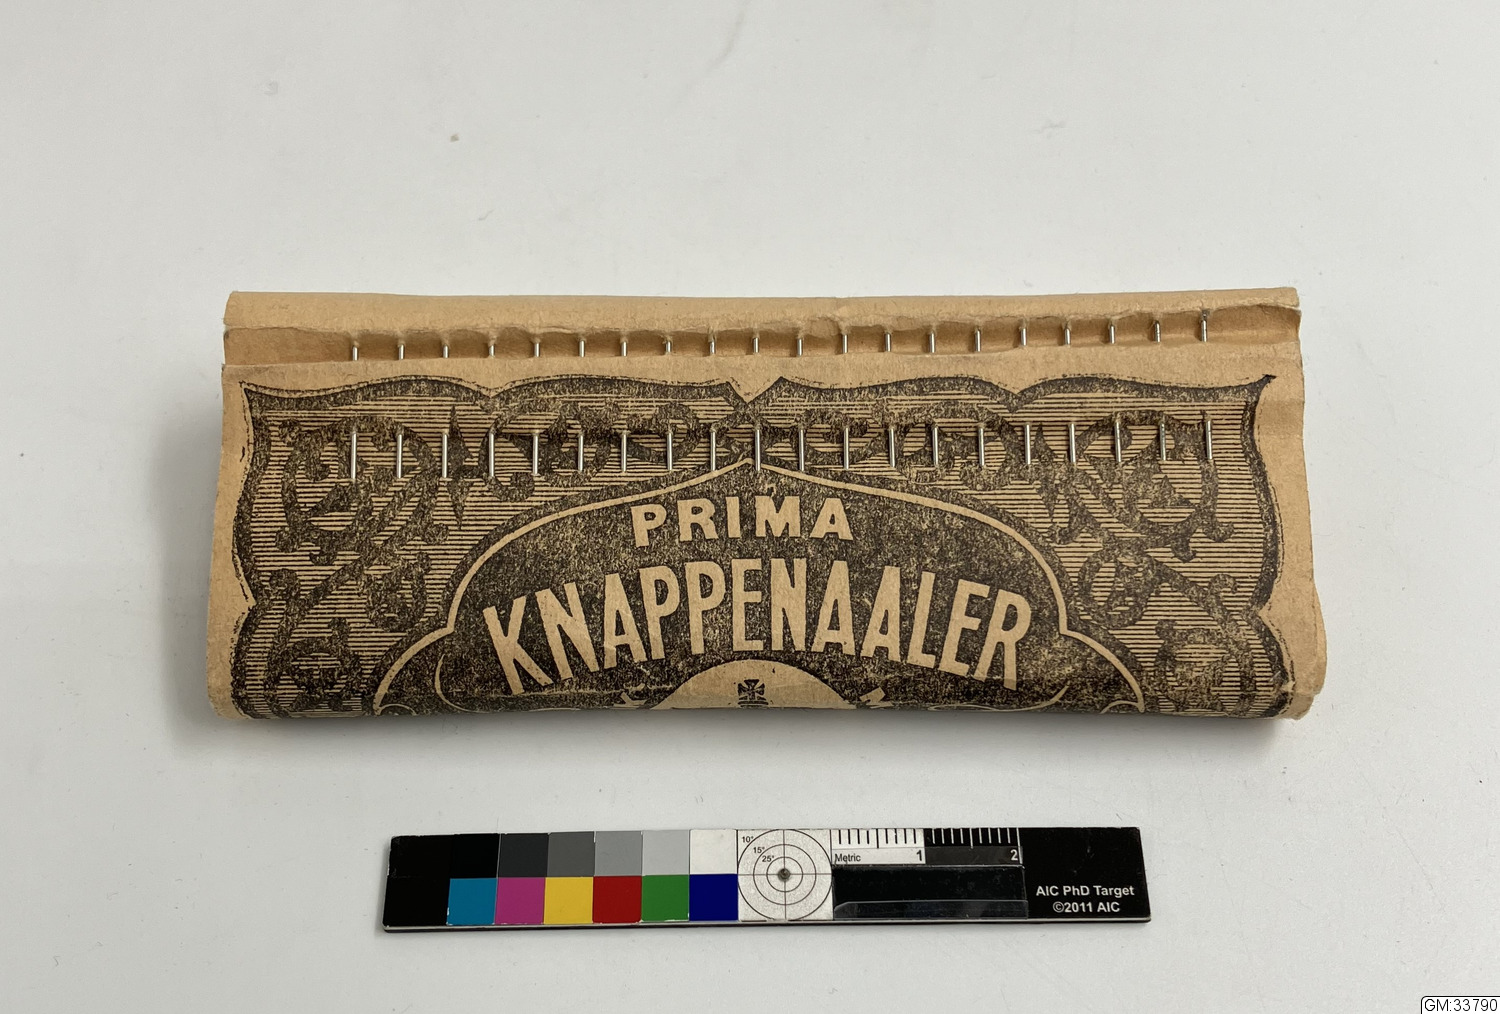 PRIMA
KNAPPENAALER
10°
15°
25°
Metric 1 2
AIC PhD Target
©2011 AIC
GM:33790